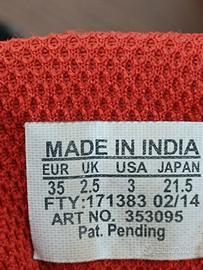 MADE IN INDIA
EUR UK USA JAPAN
35 2.5 3 21.5
FTY:171383 02/14
ART NO. 353095
Pat. Pending